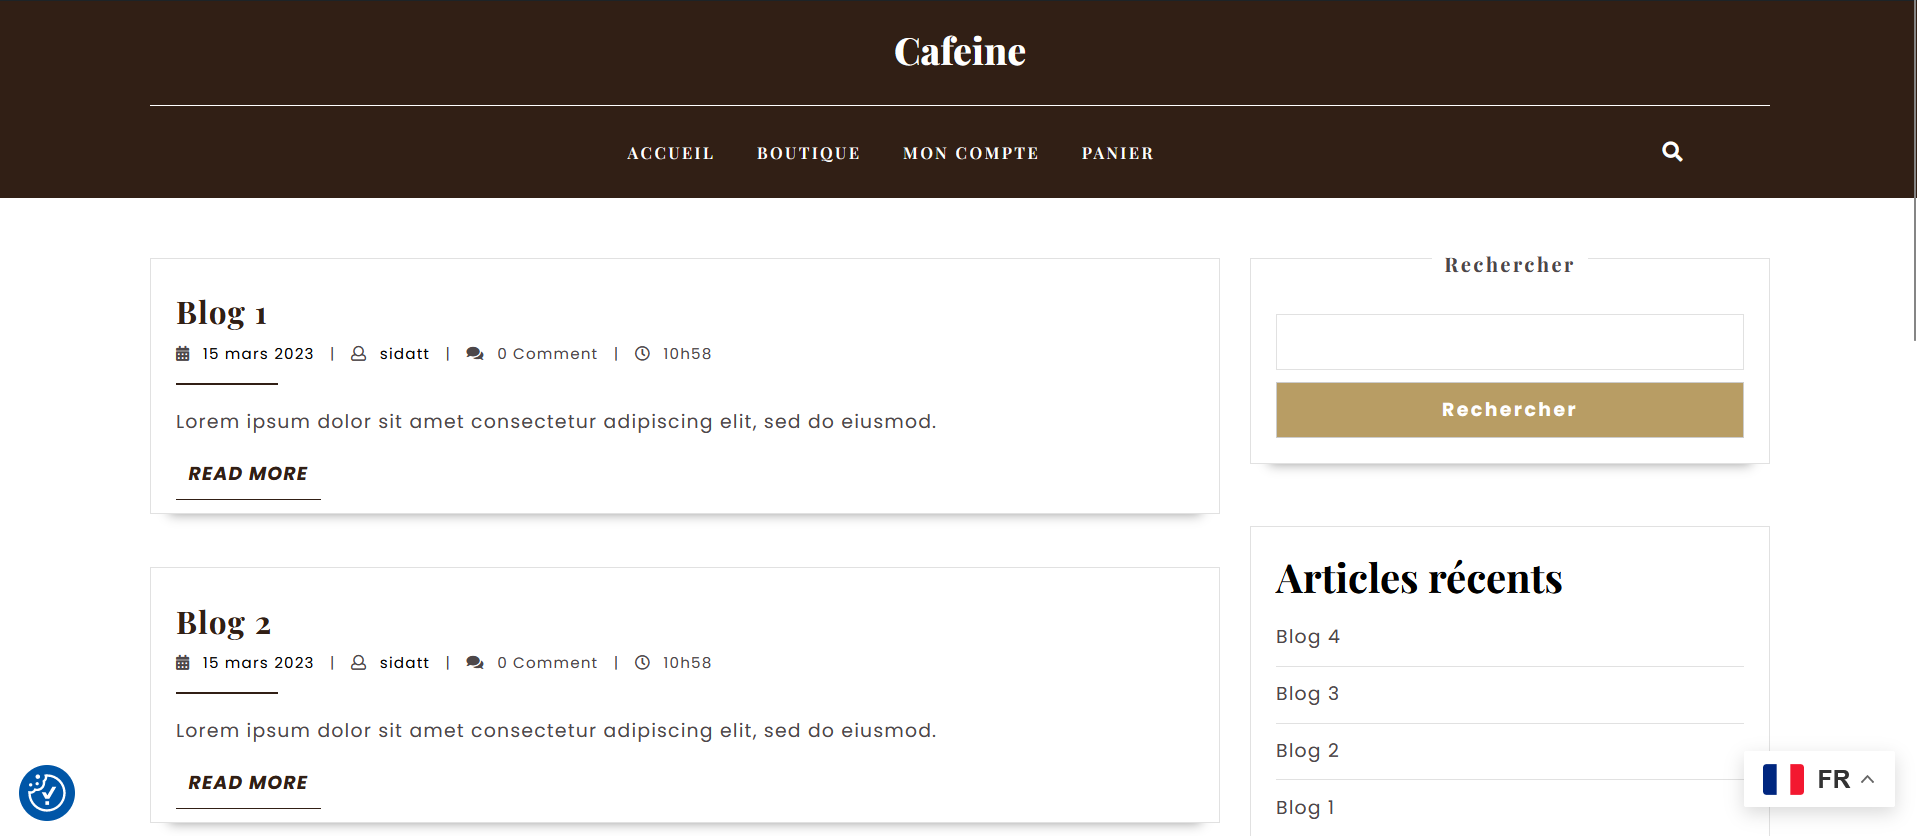 Cafeine
ACCUEIL BOUTIQUE MON COMPTE PANIER
Blog 1
15 mars 2023 | sidatt | 0 Comment | 10h58
Lorem ipsum dolor sit amet consectetur adipiscing elit, sed do eiusmod.
READ MORE
Blog 2
15 mars 2023 | sidatt | 0 Comment | 10h58
Lorem ipsum dolor sit amet consectetur adipiscing elit, sed do eiusmod.
READ MORE
Rechercher
Rechercher
Articles récents
Blog 4
Blog 3
Blog 2
Blog 1
FR